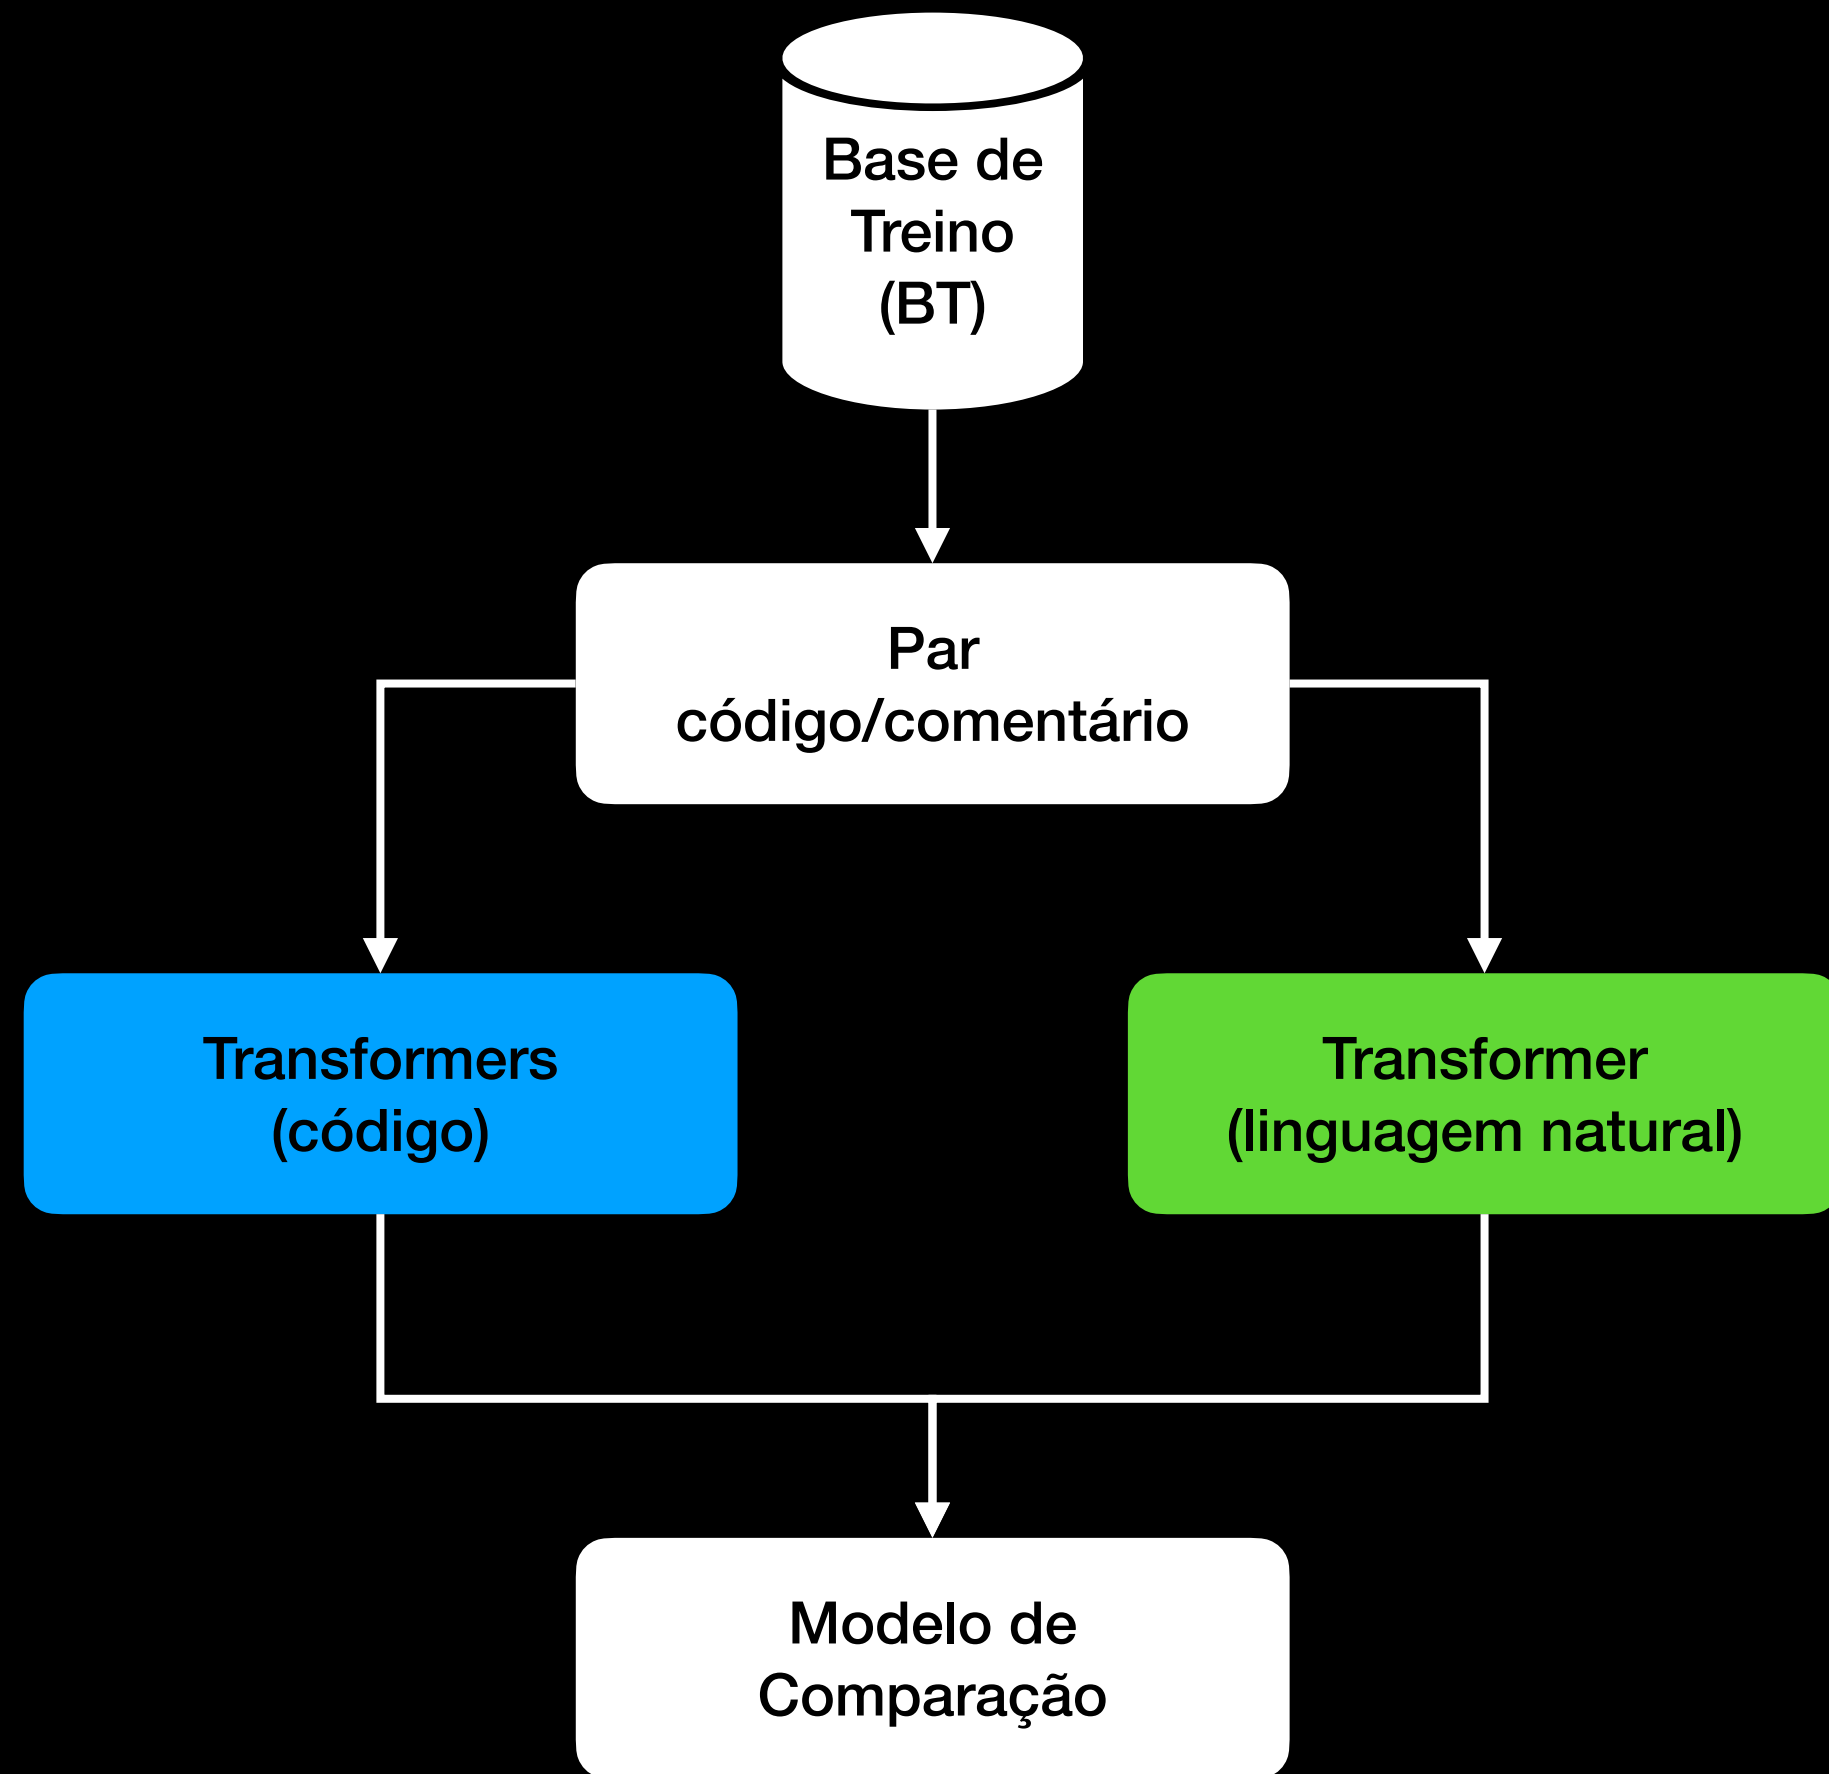 Base de
Treino
(BT)
Par
código/comentário
Transformers
(código)
Transformer
(linguagem natural)
Modelo de
Comparação